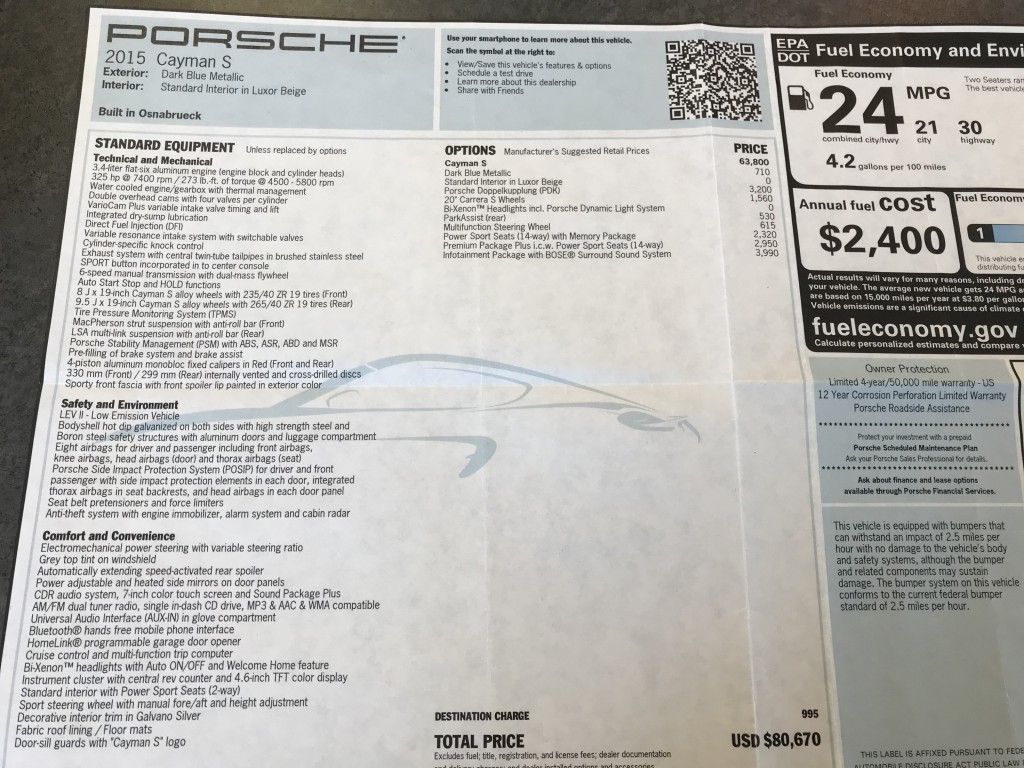 PORSCHE
2015 Cayman S
Exterior: Dark Blue Metallic
Interior: Standard Interior in Luxor Beige
Built in Osnabrueck
Use your smartphone to learn more about this vehicle.
Scan the symbol at the right to:
• View/Save this vehicle's features & options
• Schedule a test drive
• Learn more about this dealership
• Share with Friends
STANDARD EQUIPMENT Unless replaced by options
Technical and Mechanical
3.4-liter flat-six aluminum engine (engine block and cylinder heads)
325 hp @ 7400 rpm / 273 lb.-ft. of torque @ 4500 - 5800 rpm
Water cooled engine/gearbox with thermal management
Double overhead cams with four valves per cylinder
VarioCam Plus variable intake valve timing and lift
Integrated dry-sump lubrication
Direct Fuel Injection (DFI)
Variable resonance intake system with switchable valves
Cylinder-specific knock control
Exhaust system with central twin-tube tailpipes in brushed stainless steel
SPORT button incorporated in to center console
6-speed manual transmission with dual-mass flywheel
Auto Start Stop and HOLD functions
8 J x 19-inch Cayman S alloy wheels with 235/40 ZR 19 tires (Front)
9.5 J x 19-inch Cayman S alloy wheels with 265/40 ZR 19 tires (Rear)
Tire Pressure Monitoring System (TPMS)
MacPherson strut suspension with anti-roll bar (Front)
LSA multi-link suspension with anti-roll bar (Rear)
Porsche Stability Management (PSM) with ABS, ASR, ABD and MSR
Pre-filling of brake system and brake assist
4-piston aluminum monobloc fixed calipers in Red (Front and Rear)
330 mm (Front) / 299 mm (Rear) internally vented and cross-drilled discs
Sporty front fascia with front spoiler lip painted in exterior color
Safety and Environment
LEV II - Low Emission Vehicle
Bodyshell hot dip galvanized on both sides with high strength steel and
Boron steel safety structures with aluminum doors and luggage compartment
Eight airbags for driver and passenger including front airbags,
knee airbags, head airbags (door) and thorax airbags (seat)
Porsche Side Impact Protection System (POSIP) for driver and front
passenger with side impact protection elements in each door, integrated
thorax airbags in seat backrests, and head airbags in each door panel
Seat belt pretensioners and force limiters
Anti-theft system with engine immobilizer, alarm system and cabin radar
Comfort and Convenience
Electromechanical power steering with variable steering ratio
Grey top tint on windshield
Automatically extending speed-activated rear spoiler
Power adjustable and heated side mirrors on door panels
CDR audio system, 7-inch color touch screen and Sound Package Plus
AM/FM dual tuner radio, single in-dash CD drive, MP3 & AAC & WMA compatible
Universal Audio Interface (AUX-IN) in glove compartment
Bluetooth® hands free mobile phone interface
HomeLink® programmable garage door opener
Cruise control and multi-function trip computer
Bi-Xenon™ headlights with Auto ON/OFF and Welcome Home feature
Instrument cluster with central rev counter and 4.6-inch TFT color display
Standard interior with Power Sport Seats (2-way)
Sport steering wheel with manual fore/aft and height adjustment
Decorative interior trim in Galvano Silver
Fabric roof lining / Floor mats
Door-sill guards with "Cayman S" logo
OPTIONS Manufacturer's Suggested Retail Prices PRICE
Cayman S 63,800
Dark Blue Metallic 710
Standard Interior in Luxor Beige 0
Porsche Doppelkupplung (PDK) 3,200
20" Carrera S Wheels 1,560
Bi-Xenon™ Headlights incl. Porsche Dynamic Light System 0
ParkAssist (rear) 530
Multifunction Steering Wheel 615
Power Sport Seats (14-way) with Memory Package 2,320
Premium Package Plus i.c.w. Power Sport Seats (14-way) 2,950
Infotainment Package with BOSE® Surround Sound System 3,990
DESTINATION CHARGE 995
TOTAL PRICE USD $80,670
Excludes fuel; title, registration, and license fees; dealer documentation
EPA
DOT
Fuel Economy and Envi
Fuel Economy
Two Seaters ran
The best vehicle
24 MPG
21 30
combined city/hwy city highway
4.2 gallons per 100 miles
Annual fuel cost
$2,400
Fuel Econom
1
This vehicle e
distributing fu
Actual results will vary for many reasons, including dr
your vehicle. The average new vehicle gets 24 MPG a
are based on 15,000 miles per year at $3.80 per gallo
Vehicle emissions are a significant cause of climate
fueleconomy.gov
Calculate personalized estimates and compare
Owner Protection
Limited 4-year/50,000 mile warranty - US
12 Year Corrosion Perforation Limited Warranty
Porsche Roadside Assistance
Protect your investment with a prepaid
Porsche Scheduled Maintenance Plan
Ask your Porsche Sales Professional for details.
Ask about finance and lease options
available through Porsche Financial Services.
This vehicle is equipped with bumpers that
can withstand an impact of 2.5 miles per
hour with no damage to the vehicle's body
and safety systems, although the bumper
and related components may sustain
damage. The bumper system on this vehicle
conforms to the current federal bumper
standard of 2.5 miles per hour.
THIS LABEL IS AFFIXED PURSUANT TO FEDE
AUTOMOBILE DISCLOSURE ACT PUBLIC LAW